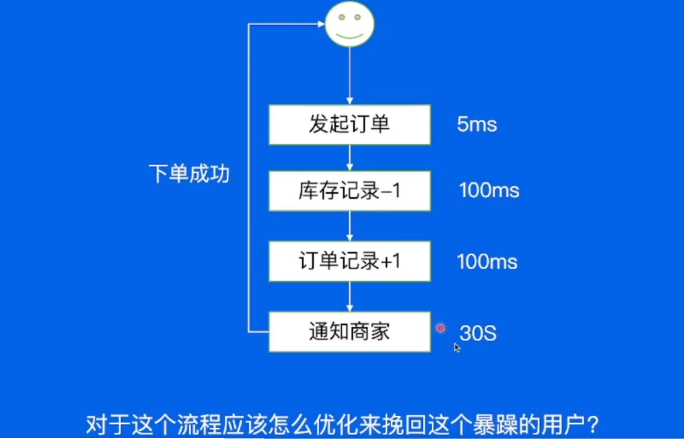 发起订单 5ms
下单成功
库存记录-1 100ms
订单记录+1 100ms
通知商家 30S
对于这个流程应该怎么优化来挽回这个暴躁的用户？